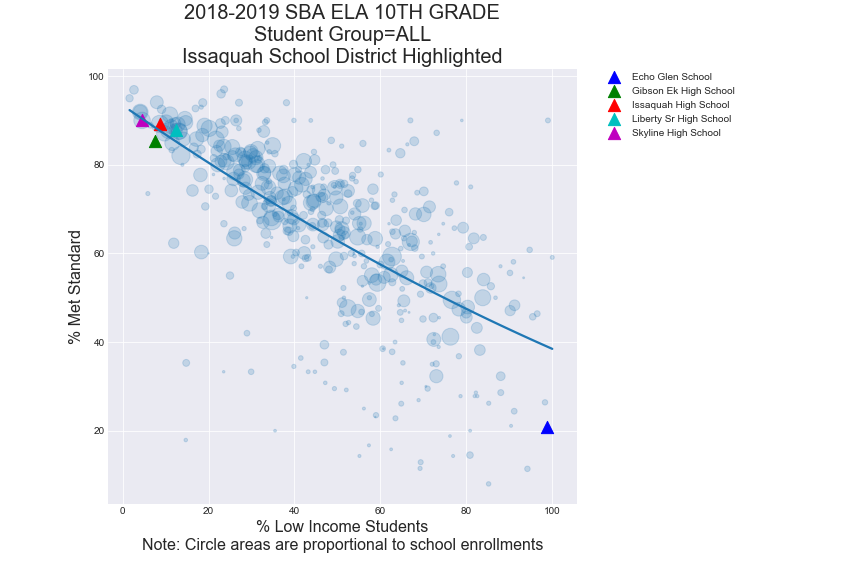 2018-2019 SBA ELA 10TH GRADE
Student Group=ALL
Issaquah School District Highlighted
Echo Glen School
Gibson Ek High School
Issaquah High School
Liberty Sr High School
Skyline High School
% Met Standard
100
80
60
40
20
0 20 40 60 80 100
% Low Income Students
Note: Circle areas are proportional to school enrollments